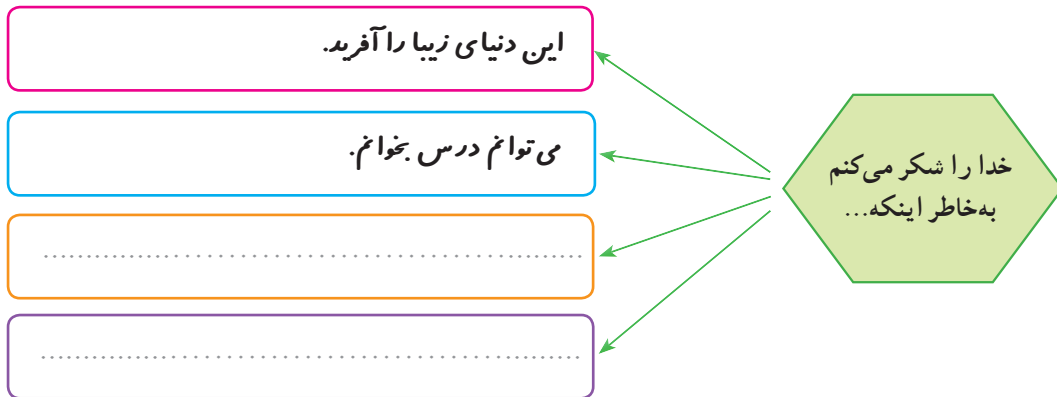 خدا را شکر می‌کنم
به‌خاطر اینکه...
این دنیای زیبا را آفرید.
می توانم درس بخوانم.
........................................................
........................................................